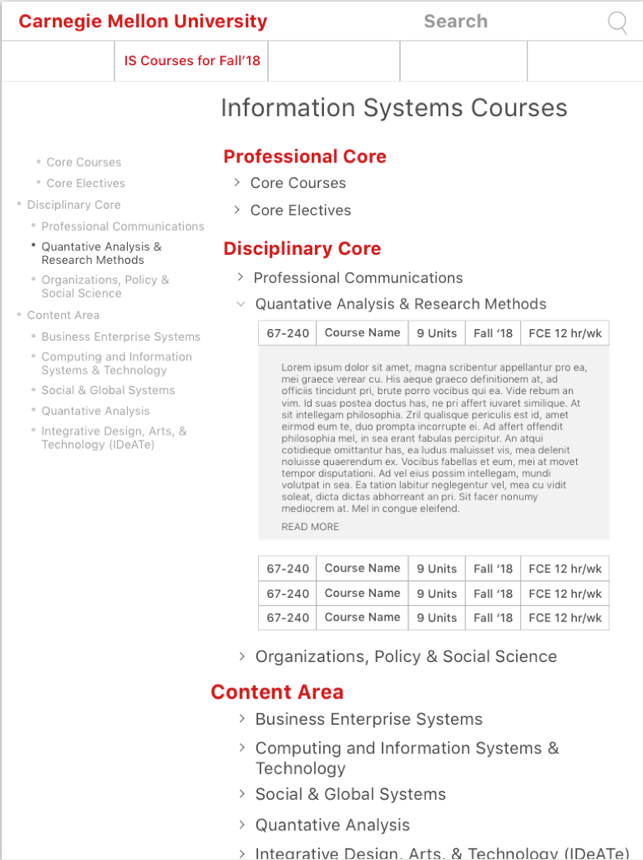 Carnegie Mellon University
Search
IS Courses for Fall'18
Information Systems Courses
Core Courses
Core Electives
Disciplinary Core
Professional Communications
Quantative Analysis &
Research Methods
Organizations, Policy &
Social Science
Content Area
Business Enterprise Systems
Computing and Information
Systems & Technology
Social & Global Systems
Quantative Analysis
Integrative Design, Arts, &
Technology (IDeATe)
Professional Core
Core Courses
Core Electives
Disciplinary Core
Professional Communications
Quantative Analysis & Research Methods
67-240 Course Name 9 Units Fall '18 FCE 12 hr/wk
Lorem ipsum dolor sit amet, magna scribentur appellantur pro ea,
mei graece verear cu. His aeque graeco definitionem at, ad
officiis tincidunt pri, brute porro vocibus qui ea. Vide rebum an
vim. Id suas postea doctus has, ne pri affert iuvaret similique. At
sit intellegam philosophia. Zril qualisque periculis est id, amet
eirmod eum te, duo prompta incorrupte ei. Ad affert offendit
philosophia mel, in sea erant fabulas percipitur. An atqui
cotidieque omittantur has, ea ludus maluisset vis, mea delenit
noluisse quaerendum ex. Vocibus fabellas et eum, mei at movet
tempor disputationi. Ad vel eius possim intellegam, mundi
volutpat in sea. Ea tation labitur neglegentur vel, mea cu vidit
soleat, dicta dictas abhorreant an pri. Sit facer nonumy
mediocrem at. Mel in congue eleifend.
READ MORE
67-240 Course Name 9 Units Fall '18 FCE 12 hr/wk
67-240 Course Name 9 Units Fall '18 FCE 12 hr/wk
67-240 Course Name 9 Units Fall '18 FCE 12 hr/wk
Organizations, Policy & Social Science
Content Area
Business Enterprise Systems
Computing and Information Systems &
Technology
Social & Global Systems
Quantative Analysis
Integrative Design, Arts, & Technology (IDeATe)